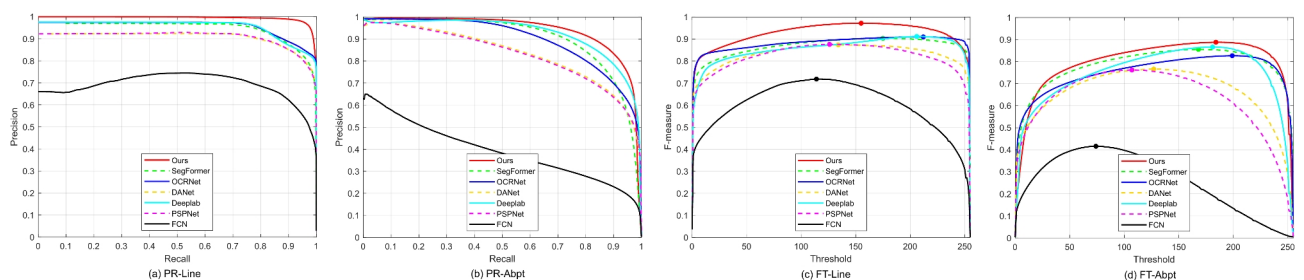 1
0.9
0.8
0.7
0.6
0.5
0.4
0.3
0.2
0.1
0
Precision
Ours
SegFormer
OCRNet
DANet
Deeplab
PSPNet
FCN
0 0.1 0.2 0.3 0.4 0.5 0.6 0.7 0.8 0.9 1
Recall
(a) PR-Line
1
0.9
0.8
0.7
0.6
0.5
0.4
0.3
0.2
0.1
0
Precision
Ours
SegFormer
OCRNet
DANet
Deeplab
PSPNet
FCN
0 0.1 0.2 0.3 0.4 0.5 0.6 0.7 0.8 0.9 1
Recall
(b) PR-Abpt
1
0.9
0.8
0.7
0.6
0.5
0.4
0.3
0.2
0.1
0
F-measure
Ours
SegFormer
OCRNet
DANet
Deeplab
PSPNet
FCN
0 50 100 150 200 250
Threshold
(c) FT-Line
1
0.9
0.8
0.7
0.6
0.5
0.4
0.3
0.2
0.1
0
F-measure
Ours
SegFormer
OCRNet
DANet
Deeplab
PSPNet
FCN
0 50 100 150 200 250
Threshold
(d) FT-Abpt